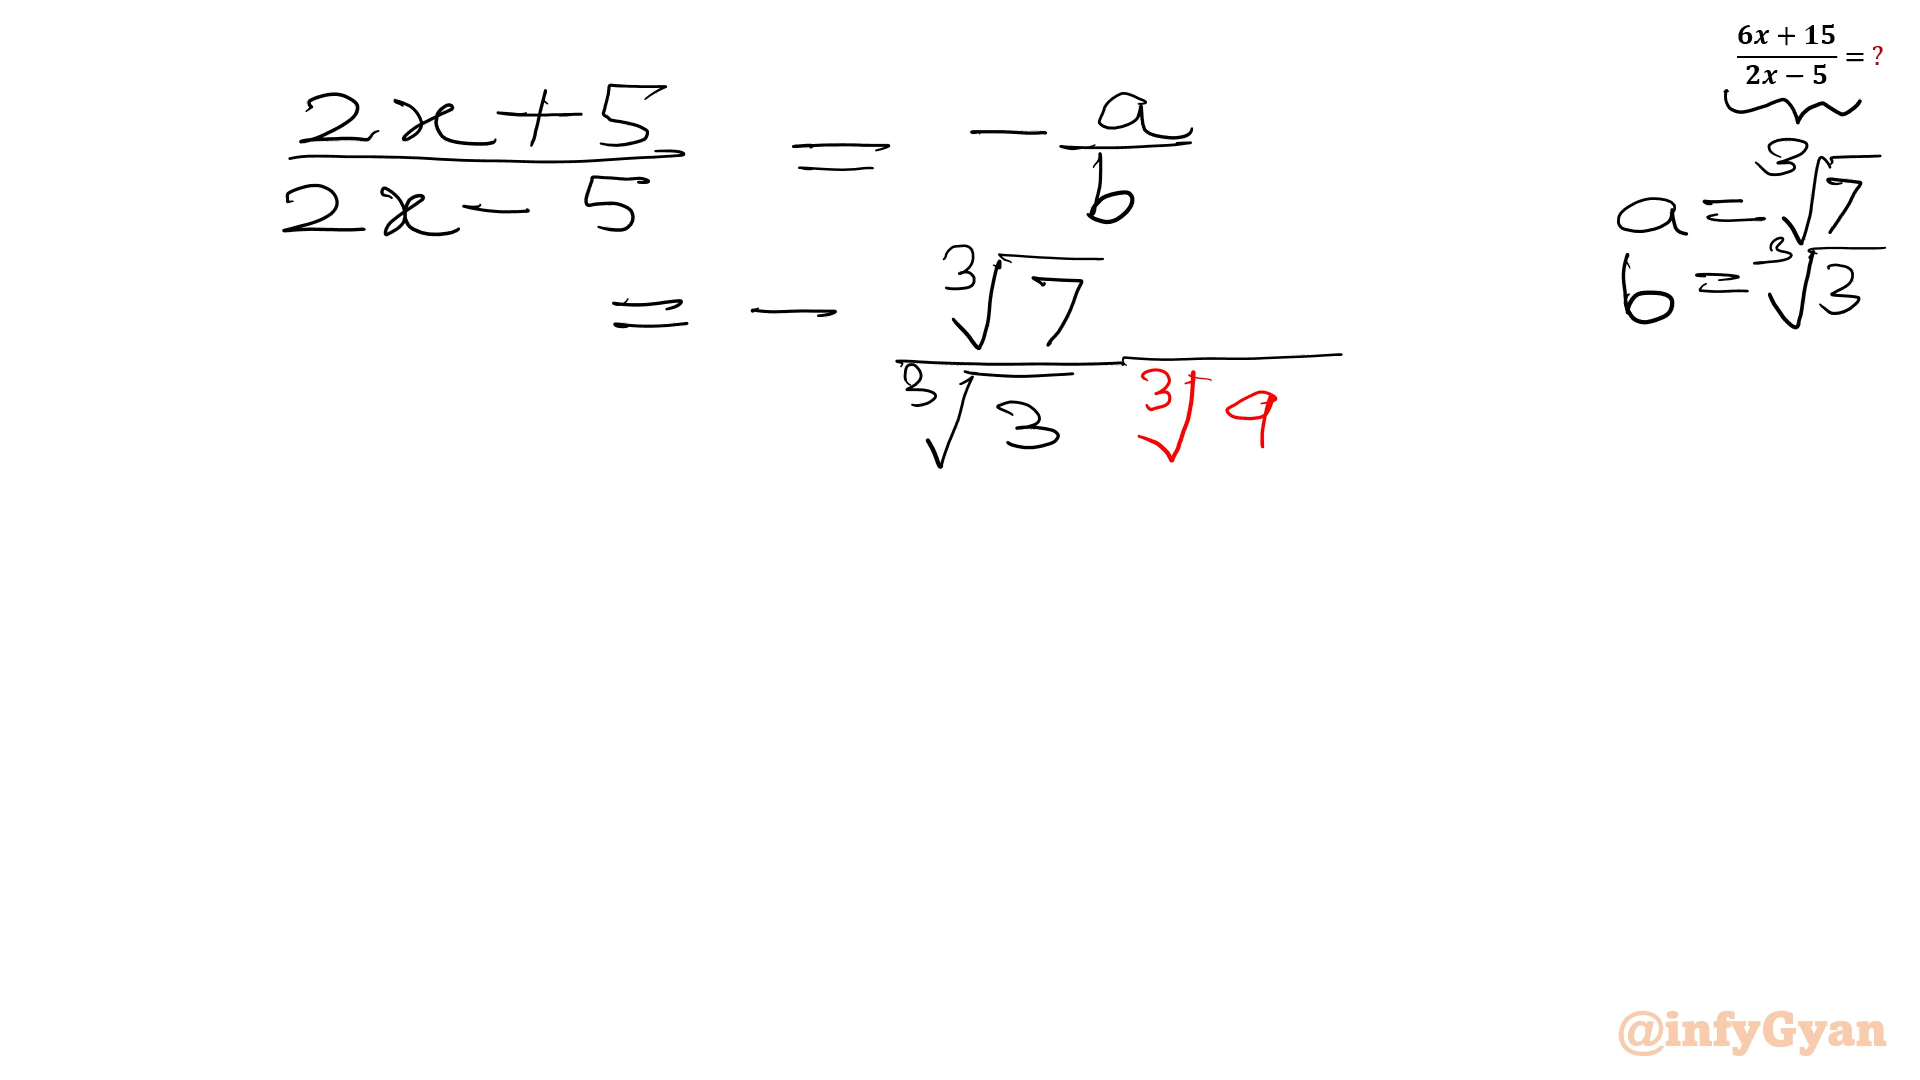 (2x+5)/(2x-5) = - a/b
= - ∛7/(∛3 ∛9)
(6x + 15)/(2x − 5) = ?
a = ∛7
b = ∛3
@infyGyan